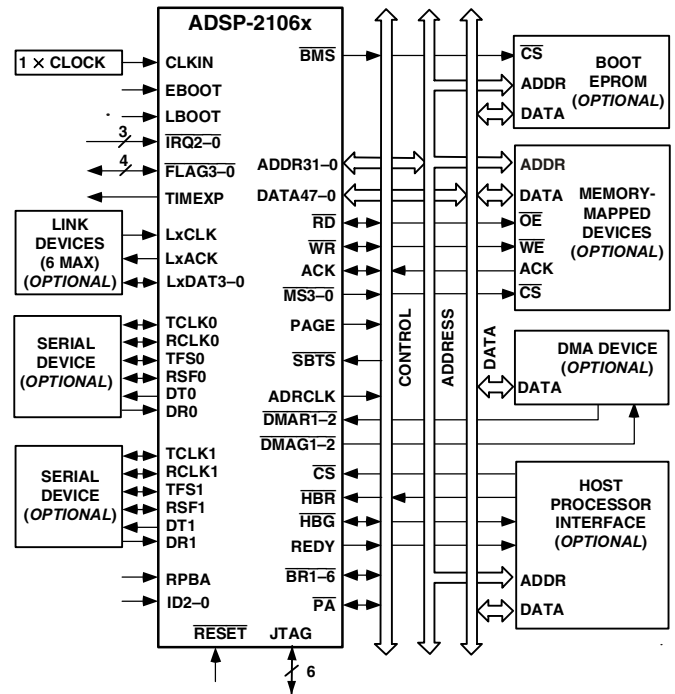 ADSP-2106x
1 × CLOCK
CLKIN
EBOOT
LBOOT
3
IRQ2–0
4
FLAG3–0
TIMEXP
LINK
DEVICES
(6 MAX)
(OPTIONAL)
LxCLK
LxACK
LxDAT3–0
SERIAL
DEVICE
(OPTIONAL)
TCLK0
RCLK0
TFS0
RSF0
DT0
DR0
SERIAL
DEVICE
(OPTIONAL)
TCLK1
RCLK1
TFS1
RSF1
DT1
DR1
RPBA
ID2–0
RESET
JTAG
6
BMS
ADDR31–0
DATA47–0
RD
WR
ACK
MS3–0
PAGE
SBTS
ADRCLK
DMAR1–2
DMAG1–2
CS
HBR
HBG
REDY
BR1–6
PA
CONTROL
ADDRESS
DATA
CS
ADDR
DATA
BOOT
EPROM
(OPTIONAL)
ADDR
DATA
OE
WE
ACK
CS
MEMORY-
MAPPED
DEVICES
(OPTIONAL)
DMA DEVICE
(OPTIONAL)
DATA
HOST
PROCESSOR
INTERFACE
(OPTIONAL)
ADDR
DATA